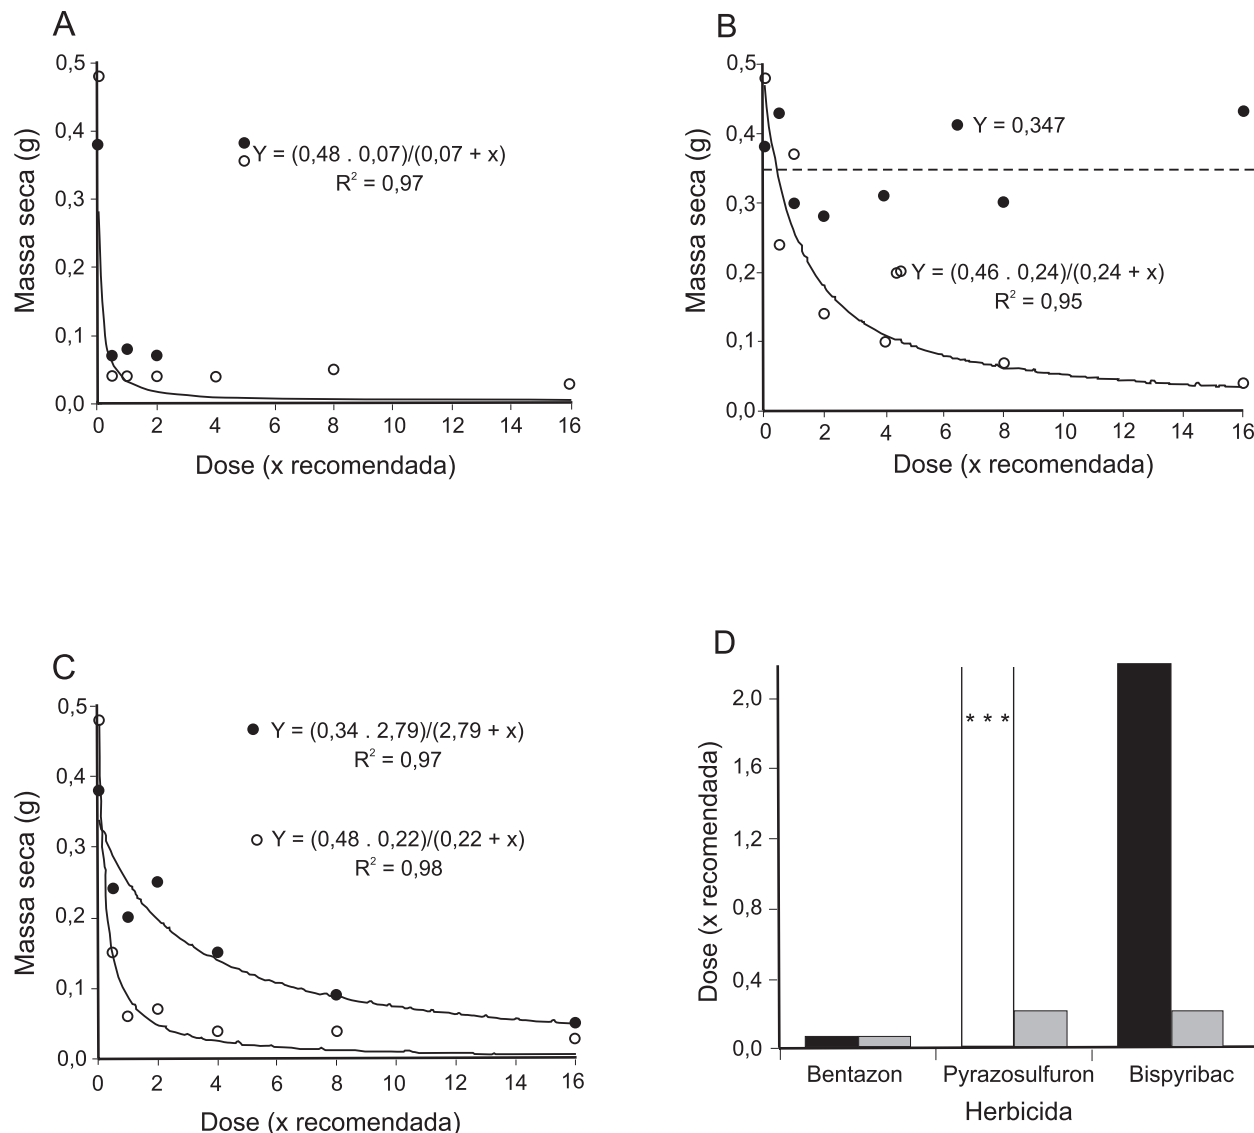 A
Massa seca (g)
0,5
0,4
0,3
0,2
0,1
0,0
Y = (0,48 . 0,07)/(0,07 + x)
R² = 0,97
0 2 4 6 8 10 12 14 16
Dose (x recomendada)
B
Massa seca (g)
0,5
0,4
0,3
0,2
0,1
0,0
Y = 0,347
Y = (0,46 . 0,24)/(0,24 + x)
R² = 0,95
0 2 4 6 8 10 12 14 16
Dose (x recomendada)
C
Massa seca (g)
0,5
0,4
0,3
0,2
0,1
0,0
Y = (0,34 . 2,79)/(2,79 + x)
R² = 0,97
Y = (0,48 . 0,22)/(0,22 + x)
R² = 0,98
0 2 4 6 8 10 12 14 16
Dose (x recomendada)
D
Dose (x recomendada)
2,0
1,6
1,2
0,8
0,4
0,0
* * *
Bentazon Pyrazosulfuron Bispyribac
Herbicida